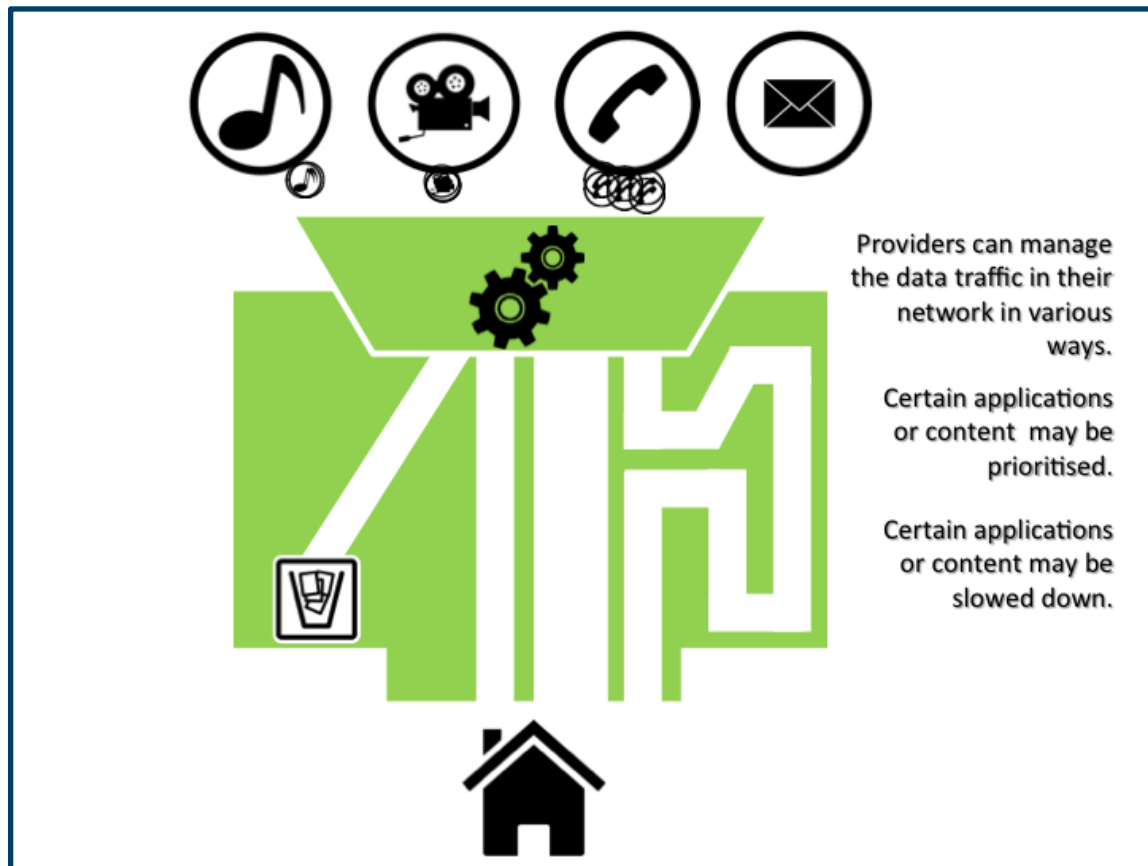 Providers can manage
the data traffic in their
network in various
ways.
Certain applications
or content may be
prioritised.
Certain applications
or content may be
slowed down.